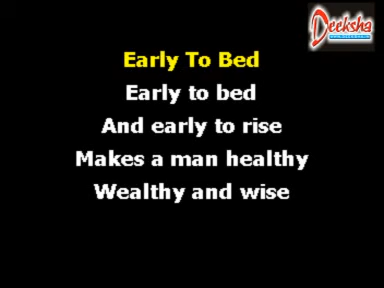 Deeksha
Early To Bed
Early to bed
And early to rise
Makes a man healthy
Wealthy and wise